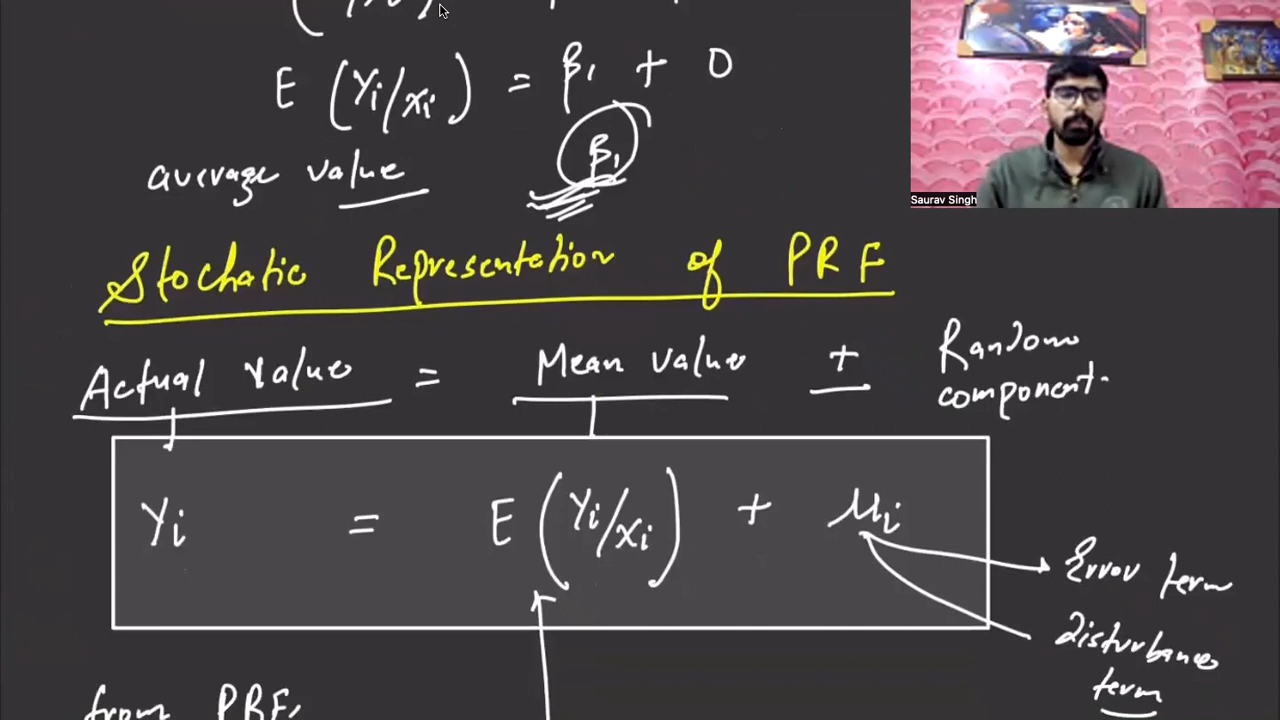 E (Yi/xi) = β1 + 0
average value β1
Saurav Singh
Stochatic Representation of PRF
Actual value = Mean value + Random component
Yi = E (Yi/xi) + μi
Error term
Disturbance term
from PRF,